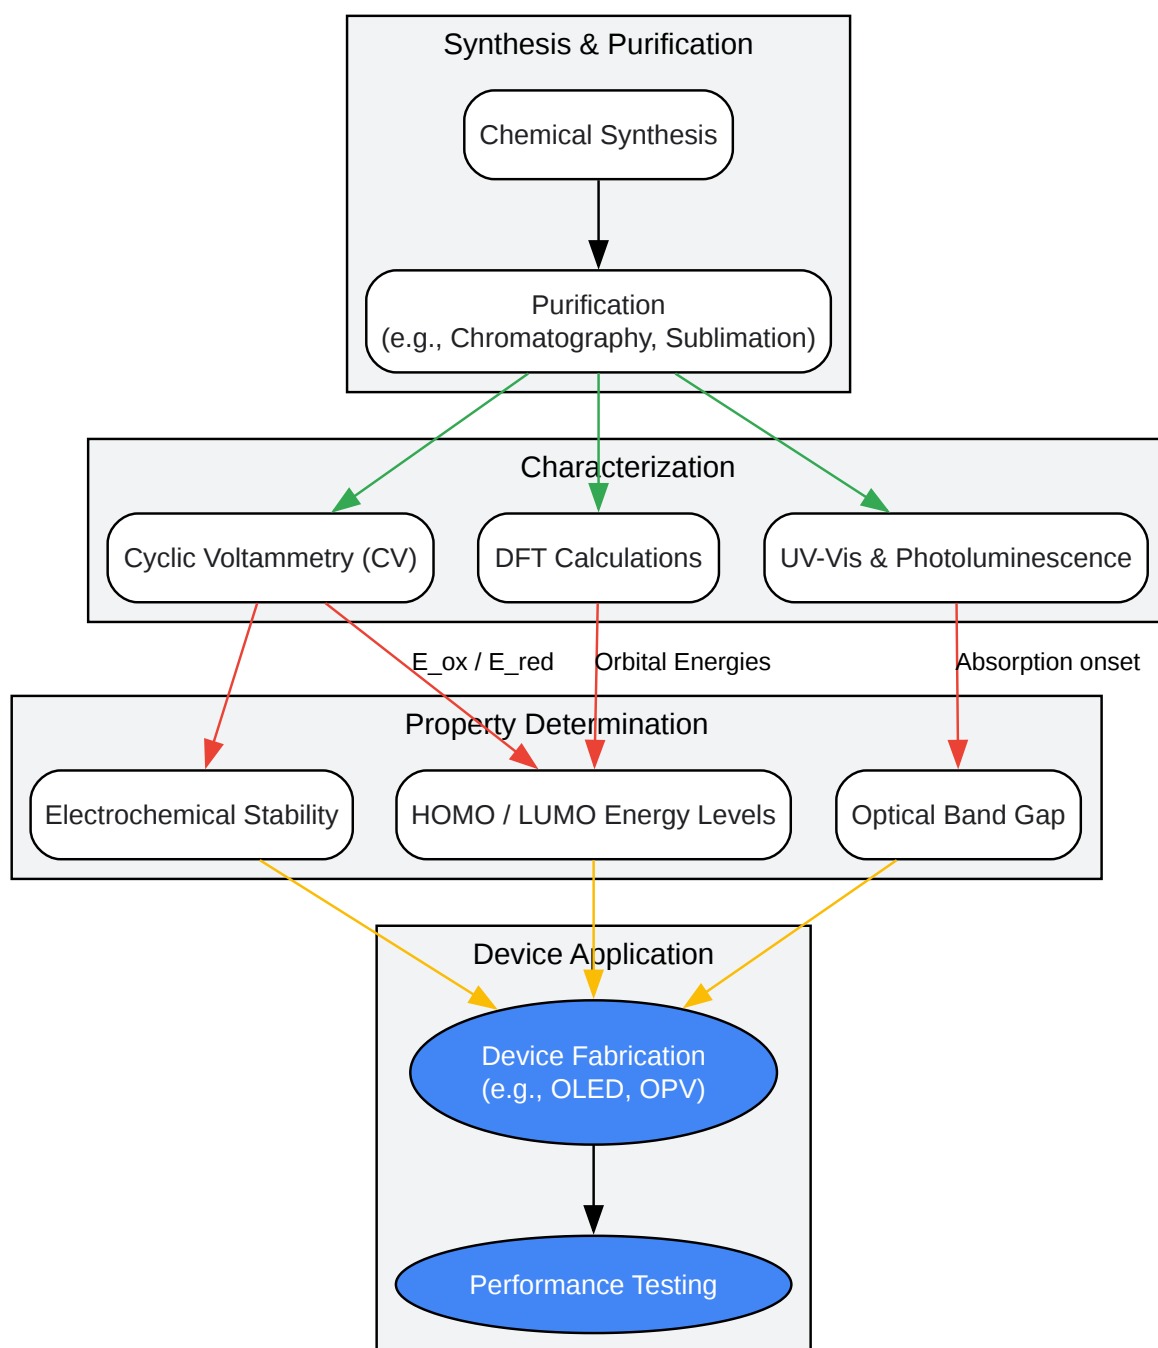 Synthesis & Purification
Chemical Synthesis
Purification
(e.g., Chromatography, Sublimation)
Characterization
Cyclic Voltammetry (CV)
DFT Calculations
UV-Vis & Photoluminescence
E_ox / E_red
Orbital Energies
Absorption onset
Property Determination
Electrochemical Stability
HOMO / LUMO Energy Levels
Optical Band Gap
Device Application
Device Fabrication
(e.g., OLED, OPV)
Performance Testing